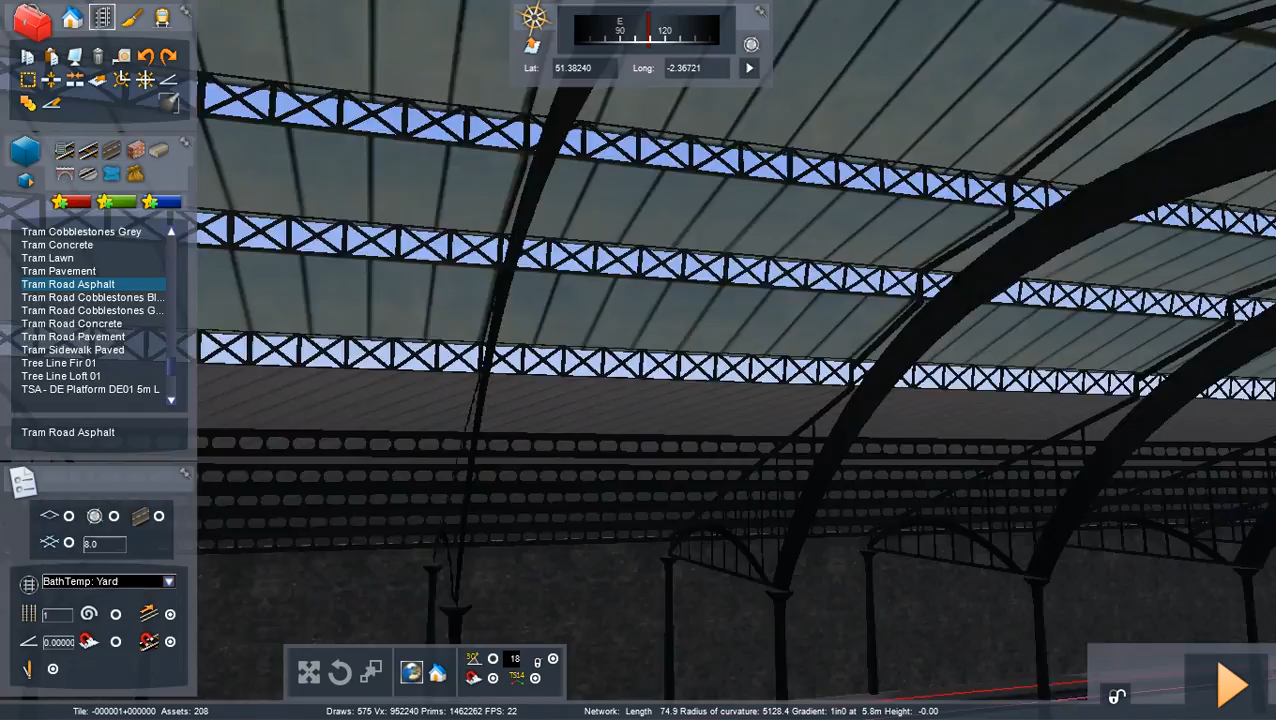 E
90 120
Lat: 51.38240 Long: -2.36721
Tram Cobblestones Grey
Tram Concrete
Tram Lawn
Tram Pavement
Tram Road Asphalt
Tram Road Cobblestones Bl...
Tram Road Cobblestones G...
Tram Road Concrete
Tram Road Pavement
Tram Sidewalk Paved
Tree Line Fir 01
Tree Line Loft 01
TSA - DE Platform DE01 5m L
Tram Road Asphalt
8.0
BathTemp: Yard
1
0.00000
30° 18
TS14
Tile: -000001+000000 Assets: 208 Draws: 575 Vx: 952240 Prims: 1462262 FPS: 22 Network: Length 74.9 Radius of curvature: 5128.4 Gradient: 1in0 at 5.8m Height: -0.00